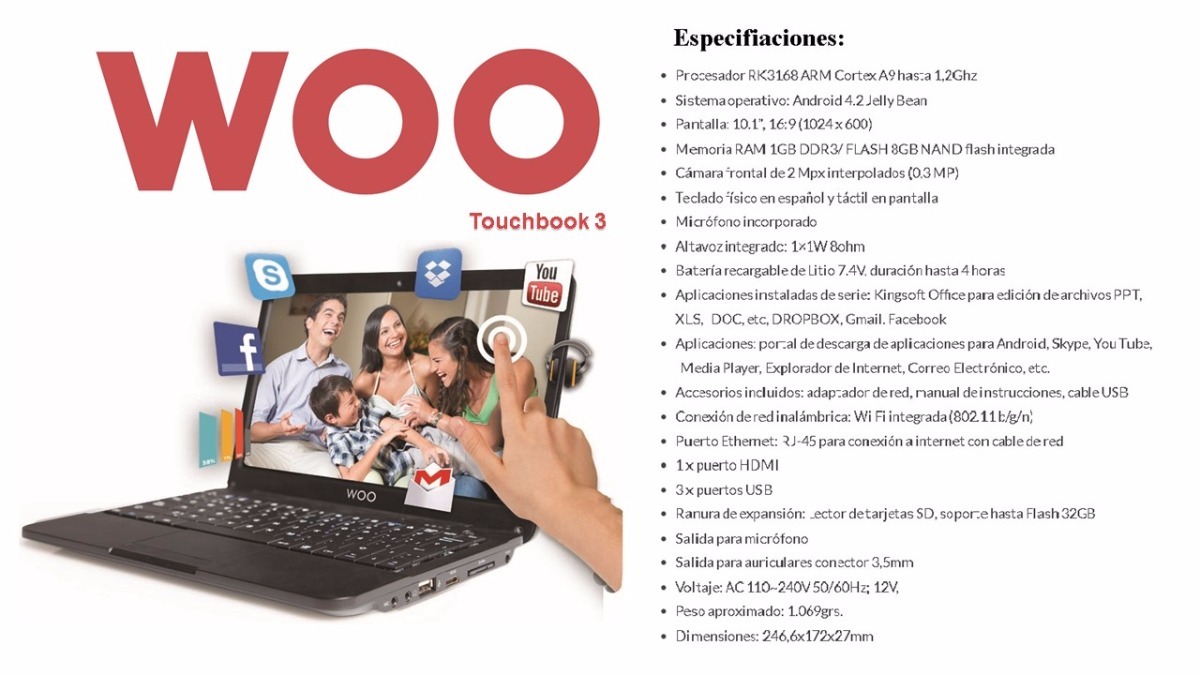 WOO
Touchbook 3
You
Tube
WOO
Especifiaciones:
• Procesador RK3168 ARM Cortex A9 hasta 1,2Ghz
• Sistema operativo: Android 4.2 Jelly Bean
• Pantalla: 10.1", 16:9 (1024 x 600)
• Memoria RAM 1GB DDR3/ FLASH 8GB NAND flash integrada
• Cámara frontal de 2 Mpx interpolados (0.3 MP)
• Teclado físico en español y táctil en pantalla
• Micrófono incorporado
• Altavoz integrado: 1×1W 8ohm
• Batería recargable de Litio 7.4V, duración hasta 4 horas
• Aplicaciones instaladas de serie: Kingsoft Office para edición de archivos PPT,
XLS, DOC, etc, DROPBOX, Gmail. Facebook
• Aplicaciones: portal de descarga de aplicaciones para Android, Skype, You Tube,
Media Player, Explorador de Internet, Correo Electrónico, etc.
• Accesorios incluidos: adaptador de red, manual de instrucciones, cable USB
• Conexión de red inalámbrica: Wi Fi integrada (802.11 b/g/n)
• Puerto Ethernet: RJ-45 para conexión a internet con cable de red
• 1 x puerto HDMI
• 3 x puertos USB
• Ranura de expansión: Lector de tarjetas SD, soporte hasta Flash 32GB
• Salida para micrófono
• Salida para auriculares conector 3,5mm
• Voltaje: AC 110~240V 50/60Hz; 12V,
• Peso aproximado: 1.069grs.
• Dimensiones: 246,6x172x27mm